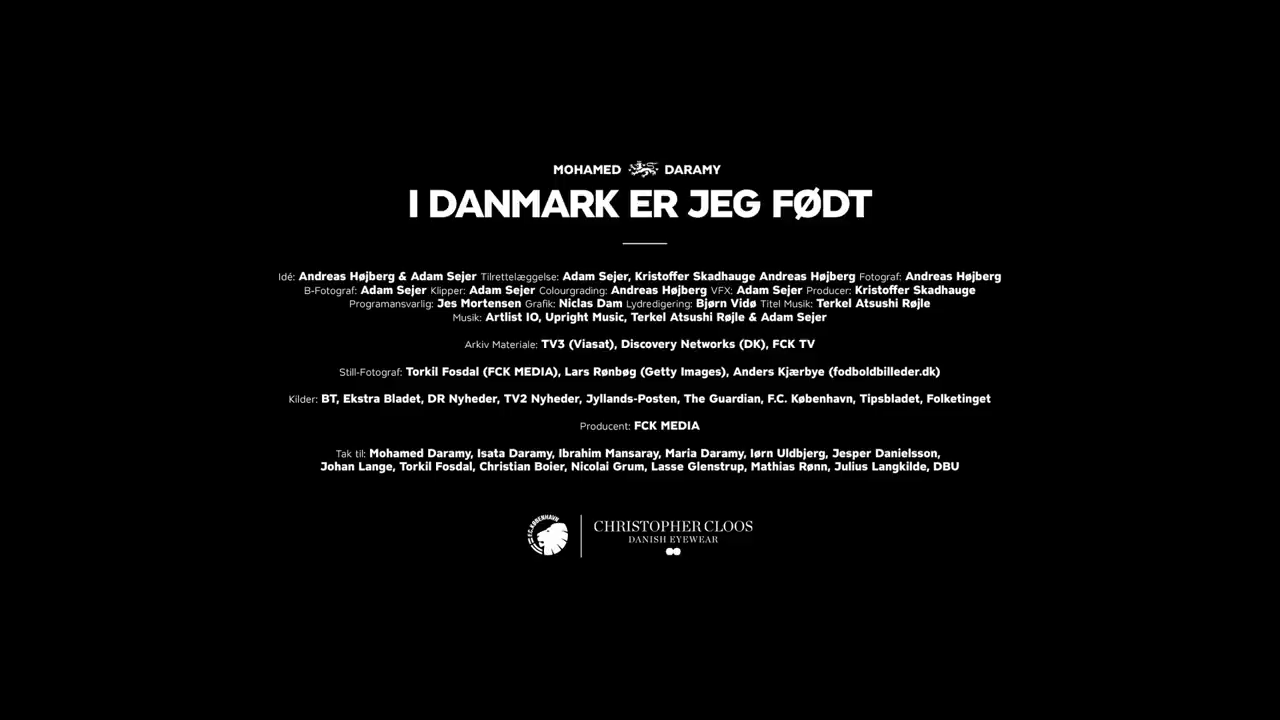 MOHAMED DARAMY
I DANMARK ER JEG FØDT
Idé: Andreas Højberg & Adam Sejer Tilrettelæggelse: Adam Sejer, Kristoffer Skadhauge Andreas Højberg Fotograf: Andreas Højberg
B-Fotograf: Adam Sejer Klipper: Adam Sejer Colourgrading: Andreas Højberg VFX: Adam Sejer Producer: Kristoffer Skadhauge
Programansvarlig: Jes Mortensen Grafik: Niclas Dam Lydredigering: Bjørn Vidø Titel Musik: Terkel Atsushi Røjle
Musik: Artlist IO, Upright Music, Terkel Atsushi Røjle & Adam Sejer
Arkiv Materiale: TV3 (Viasat), Discovery Networks (DK), FCK TV
Still-Fotograf: Torkil Fosdal (FCK MEDIA), Lars Rønbøg (Getty Images), Anders Kjærbye (fodboldbilleder.dk)
Kilder: BT, Ekstra Bladet, DR Nyheder, TV2 Nyheder, Jyllands-Posten, The Guardian, F.C. København, Tipsbladet, Folketinget
Producent: FCK MEDIA
Tak til: Mohamed Daramy, Isata Daramy, Ibrahim Mansaray, Maria Daramy, Iørn Uldbjerg, Jesper Danielsson,
Johan Lange, Torkil Fosdal, Christian Boier, Nicolai Grum, Lasse Glenstrup, Mathias Rønn, Julius Langkilde, DBU
F.C. KØBENHAVN
CHRISTOPHER CLOOS
DANISH EYEWEAR